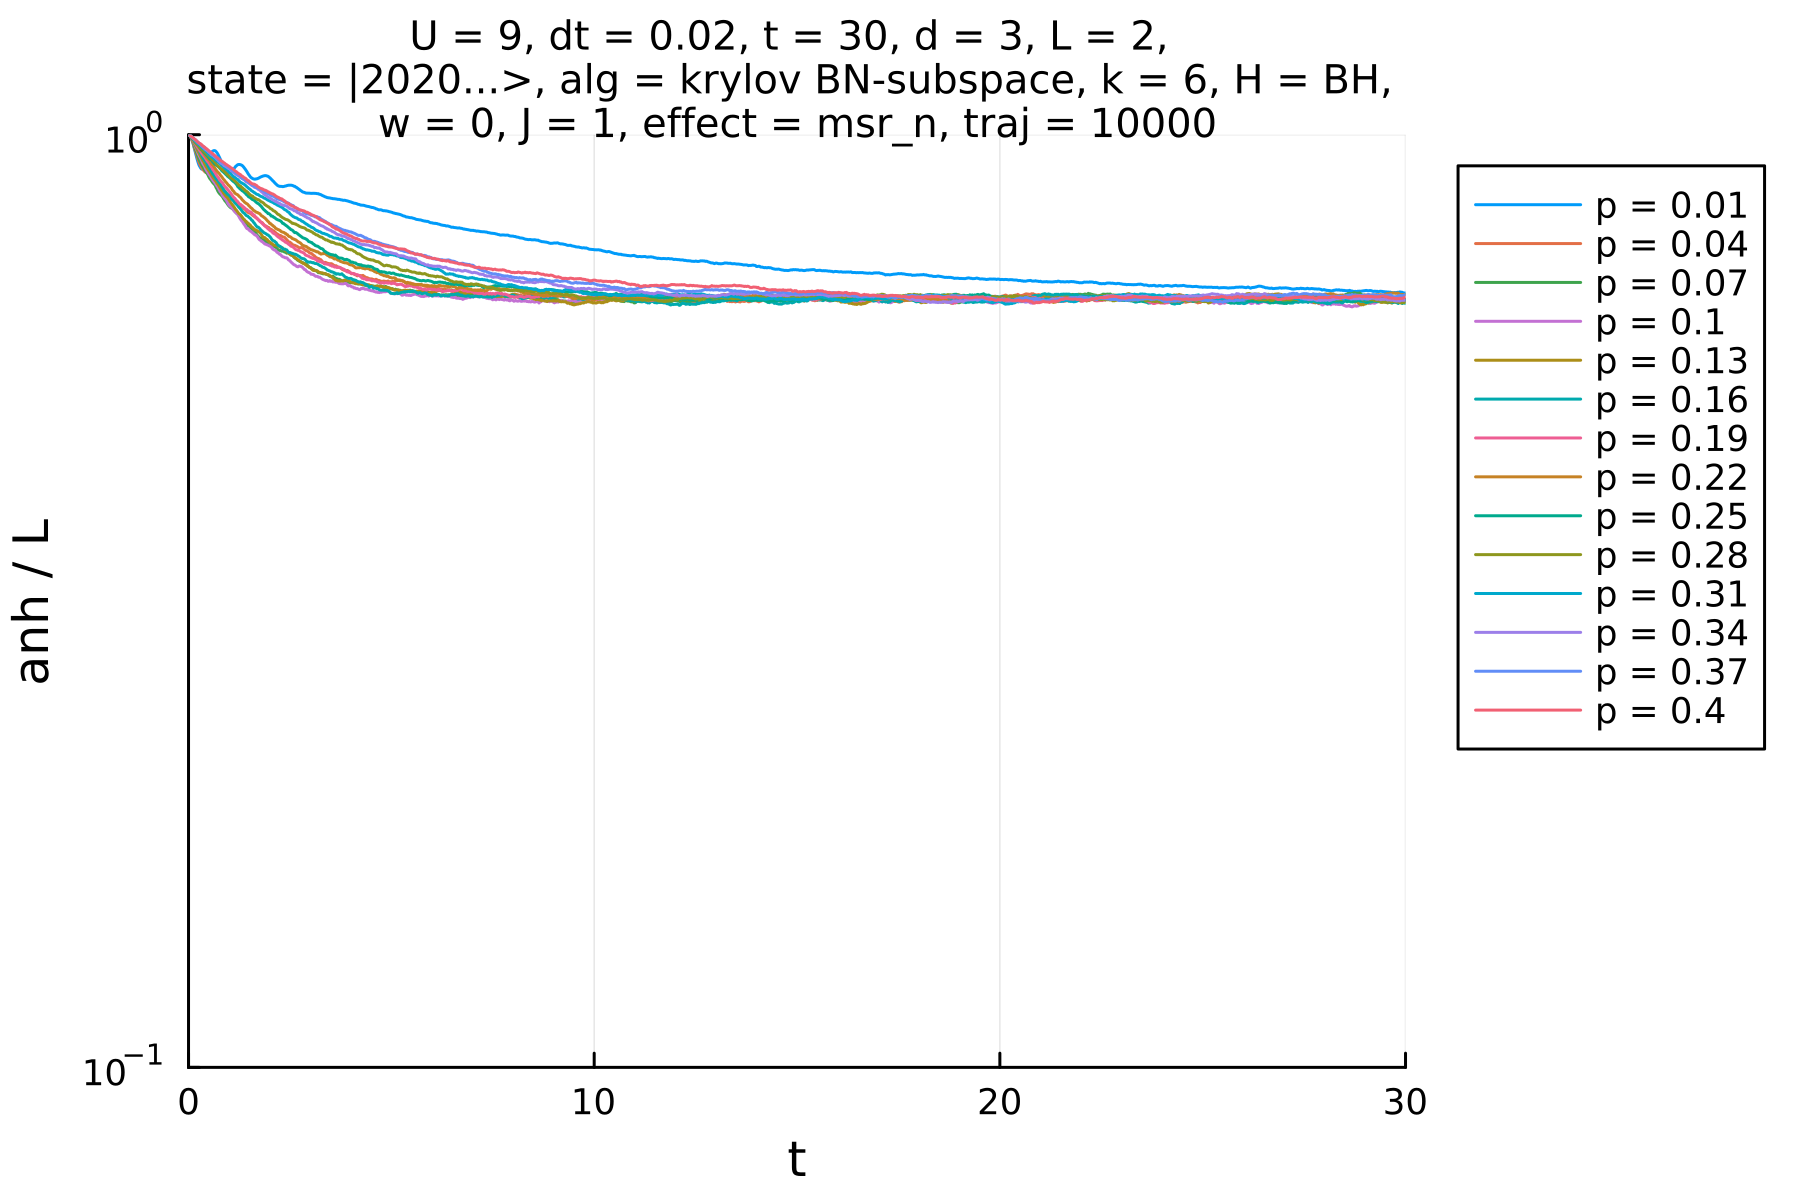 U = 9, dt = 0.02, t = 30, d = 3, L = 2,
state = |2020...>, alg = krylov BN-subspace, k = 6, H = BH,
w = 0, J = 1, effect = msr_n, traj = 10000
10⁰
10⁻¹
anh / L
0 10 20 30
t
p = 0.01
p = 0.04
p = 0.07
p = 0.1
p = 0.13
p = 0.16
p = 0.19
p = 0.22
p = 0.25
p = 0.28
p = 0.31
p = 0.34
p = 0.37
p = 0.4